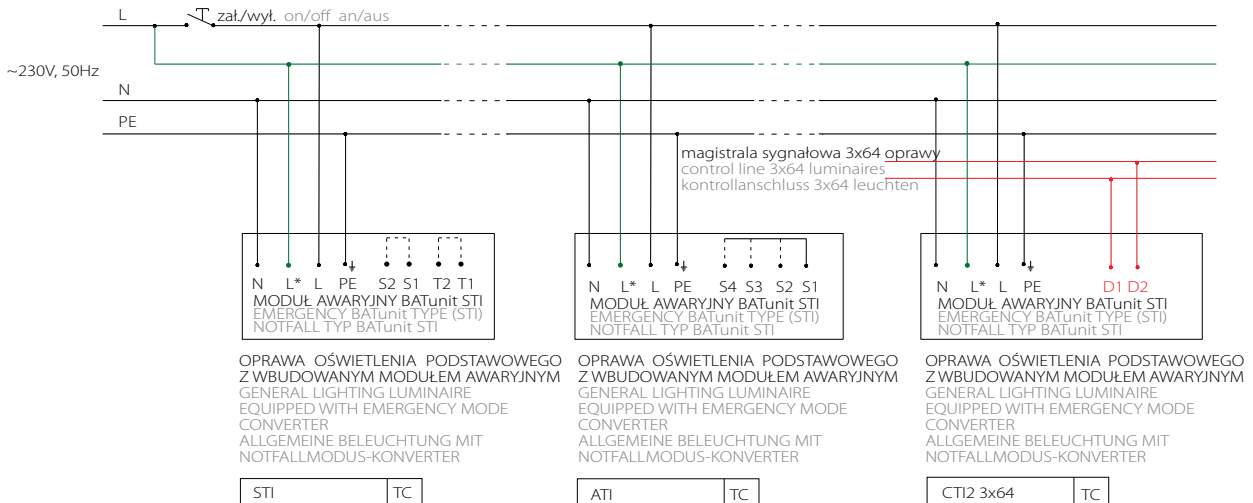 L
zał./wył. on/off an/aus
~230V, 50Hz
N
PE
magistrala sygnałowa 3x64 oprawy
control line 3x64 luminaires
kontrollanschluss 3x64 leuchten
N L* L PE S2 S1 T2 T1
MODUŁ AWARYJNY BATunit STI
EMERGENCY BATunit TYPE (STI)
NOTFALL TYP BATunit STI
N L* L PE S4 S3 S2 S1
MODUŁ AWARYJNY BATunit STI
EMERGENCY BATunit TYPE (STI)
NOTFALL TYP BATunit STI
N L* L PE D1 D2
MODUŁ AWARYJNY BATunit STI
EMERGENCY BATunit TYPE (STI)
NOTFALL TYP BATunit STI
OPRAWA OŚWIETLENIA PODSTAWOWEGO
Z WBUDOWANYM MODUŁEM AWARYJNYM
GENERAL LIGHTING LUMINAIRE
EQUIPPED WITH EMERGENCY MODE
CONVERTER
ALLGEMEINE BELEUCHTUNG MIT
NOTFALLMODUS-KONVERTER
OPRAWA OŚWIETLENIA PODSTAWOWEGO
Z WBUDOWANYM MODUŁEM AWARYJNYM
GENERAL LIGHTING LUMINAIRE
EQUIPPED WITH EMERGENCY MODE
CONVERTER
ALLGEMEINE BELEUCHTUNG MIT
NOTFALLMODUS-KONVERTER
OPRAWA OŚWIETLENIA PODSTAWOWEGO
Z WBUDOWANYM MODUŁEM AWARYJNYM
GENERAL LIGHTING LUMINAIRE
EQUIPPED WITH EMERGENCY MODE
CONVERTER
ALLGEMEINE BELEUCHTUNG MIT
NOTFALLMODUS-KONVERTER
STI TC
ATI TC
CTI2 3x64 TC